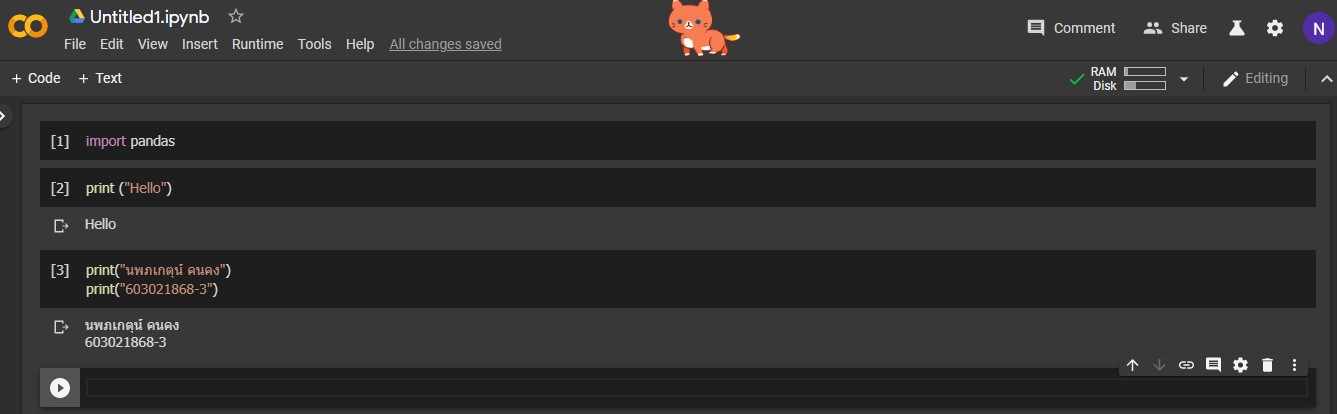 Untitled1.ipynb
File Edit View Insert Runtime Tools Help All changes saved
Comment Share N
+ Code + Text
RAM
Disk
Editing
[1] import pandas
[2] print ("Hello")
Hello
[3] print("นพภเกตุน์ คนคง")
print("603021868-3")
นพภเกตุน์ คนคง
603021868-3